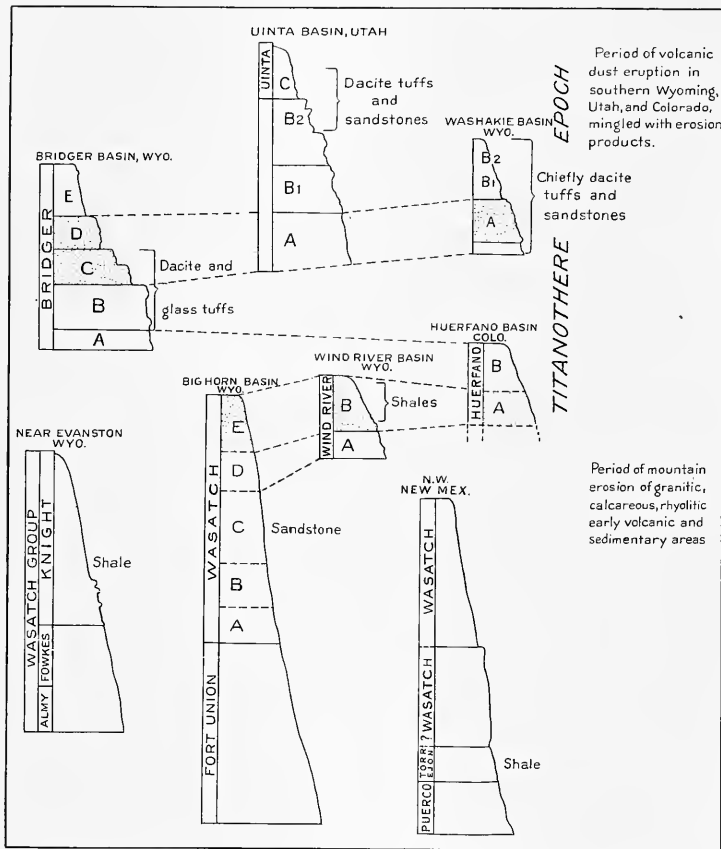 UINTA BASIN, UTAH
UINTA
C
B2
B1
A
Dacite tuffs
and
sandstones
EPOCH
TITANOTHERE
Period of volcanic
dust eruption in
southern Wyoming,
Utah, and Colorado,
mingled with erosion
products.
WASHAKIE BASIN
WYO.
B2
B1
A
Chiefly dacite
tuffs and
sandstones
BRIDGER BASIN, WYO.
BRIDGER
E
D
C
B
A
Dacite and
glass tuffs
HUERFANO BASIN
COLO.
HUERFANO
B
A
WIND RIVER BASIN
WYO.
WIND RIVER
B
A
Shales
BIGHORN BASIN,
WYO.
WASATCH
E
D
C
B
A
FORT UNION
Sandstone
NEAR EVANSTON
WYO.
WASATCH GROUP
KNIGHT
FOWKES
ALMY
Shale
N.W.
NEW MEX.
WASATCH
? WASATCH
TORR-
EJON
PUERCO
Shale
Period of mountain
erosion of granitic,
calcareous, rhyolitic
early volcanic and
sedimentary areas